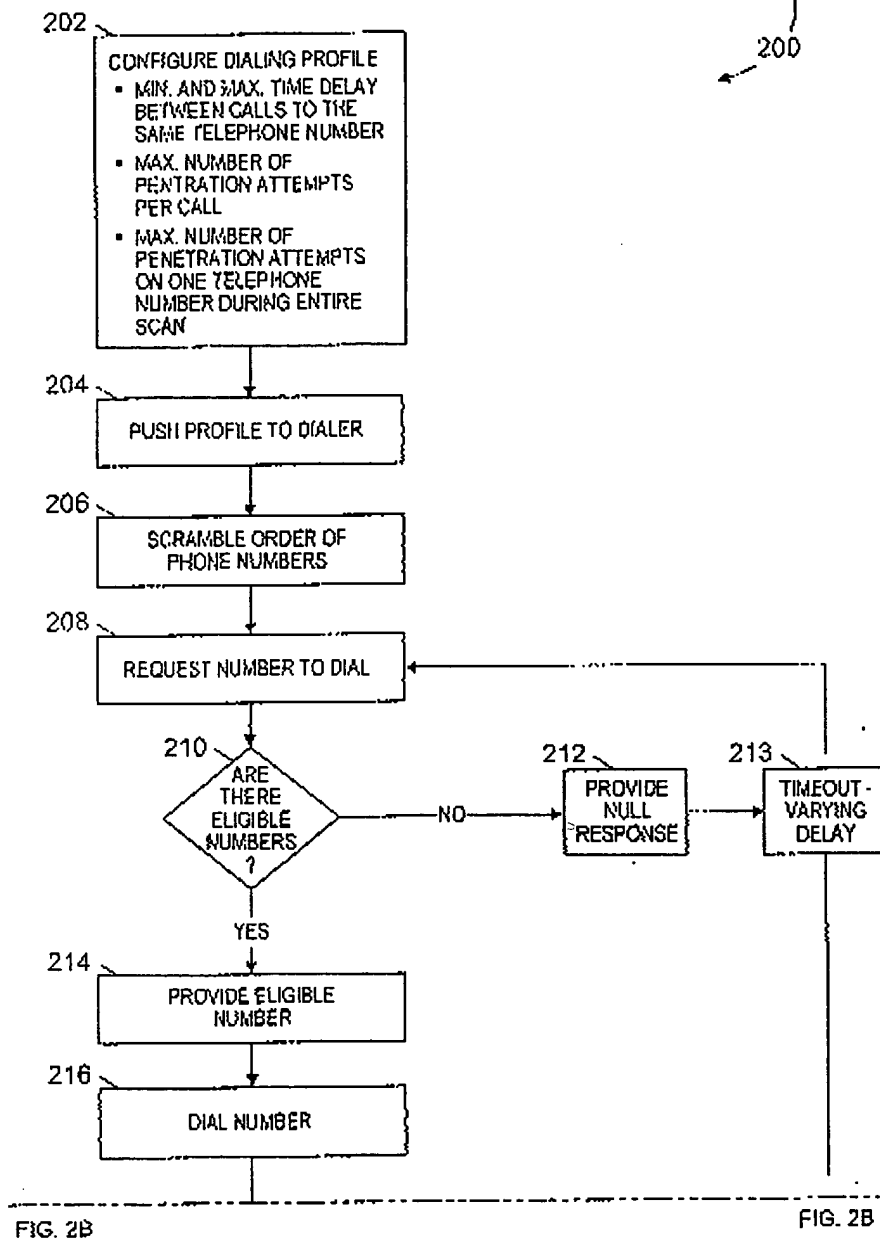 202
200
CONFIGURE DIALING PROFILE
▪ MIN. AND MAX. TIME DELAY
BETWEEN CALLS TO THE
SAME TELEPHONE NUMBER
▪ MAX. NUMBER OF
PENTRATION ATTEMPTS
PER CALL
▪ MAX. NUMBER OF
PENETRATION ATTEMPTS
ON ONE TELEPHONE
NUMBER DURING ENTIRE
SCAN
204
PUSH PROFILE TO DIALER
206
SCRAMBLE ORDER OF
PHONE NUMBERS
208
REQUEST NUMBER TO DIAL
210
ARE
THERE
ELIGIBLE
NUMBERS
?
NO
212
PROVIDE
NULL
RESPONSE
213
TIMEOUT -
VARYING
DELAY
YES
214
PROVIDE ELIGIBLE
NUMBER
216
DIAL NUMBER
FIG. 2B
FIG. 2B